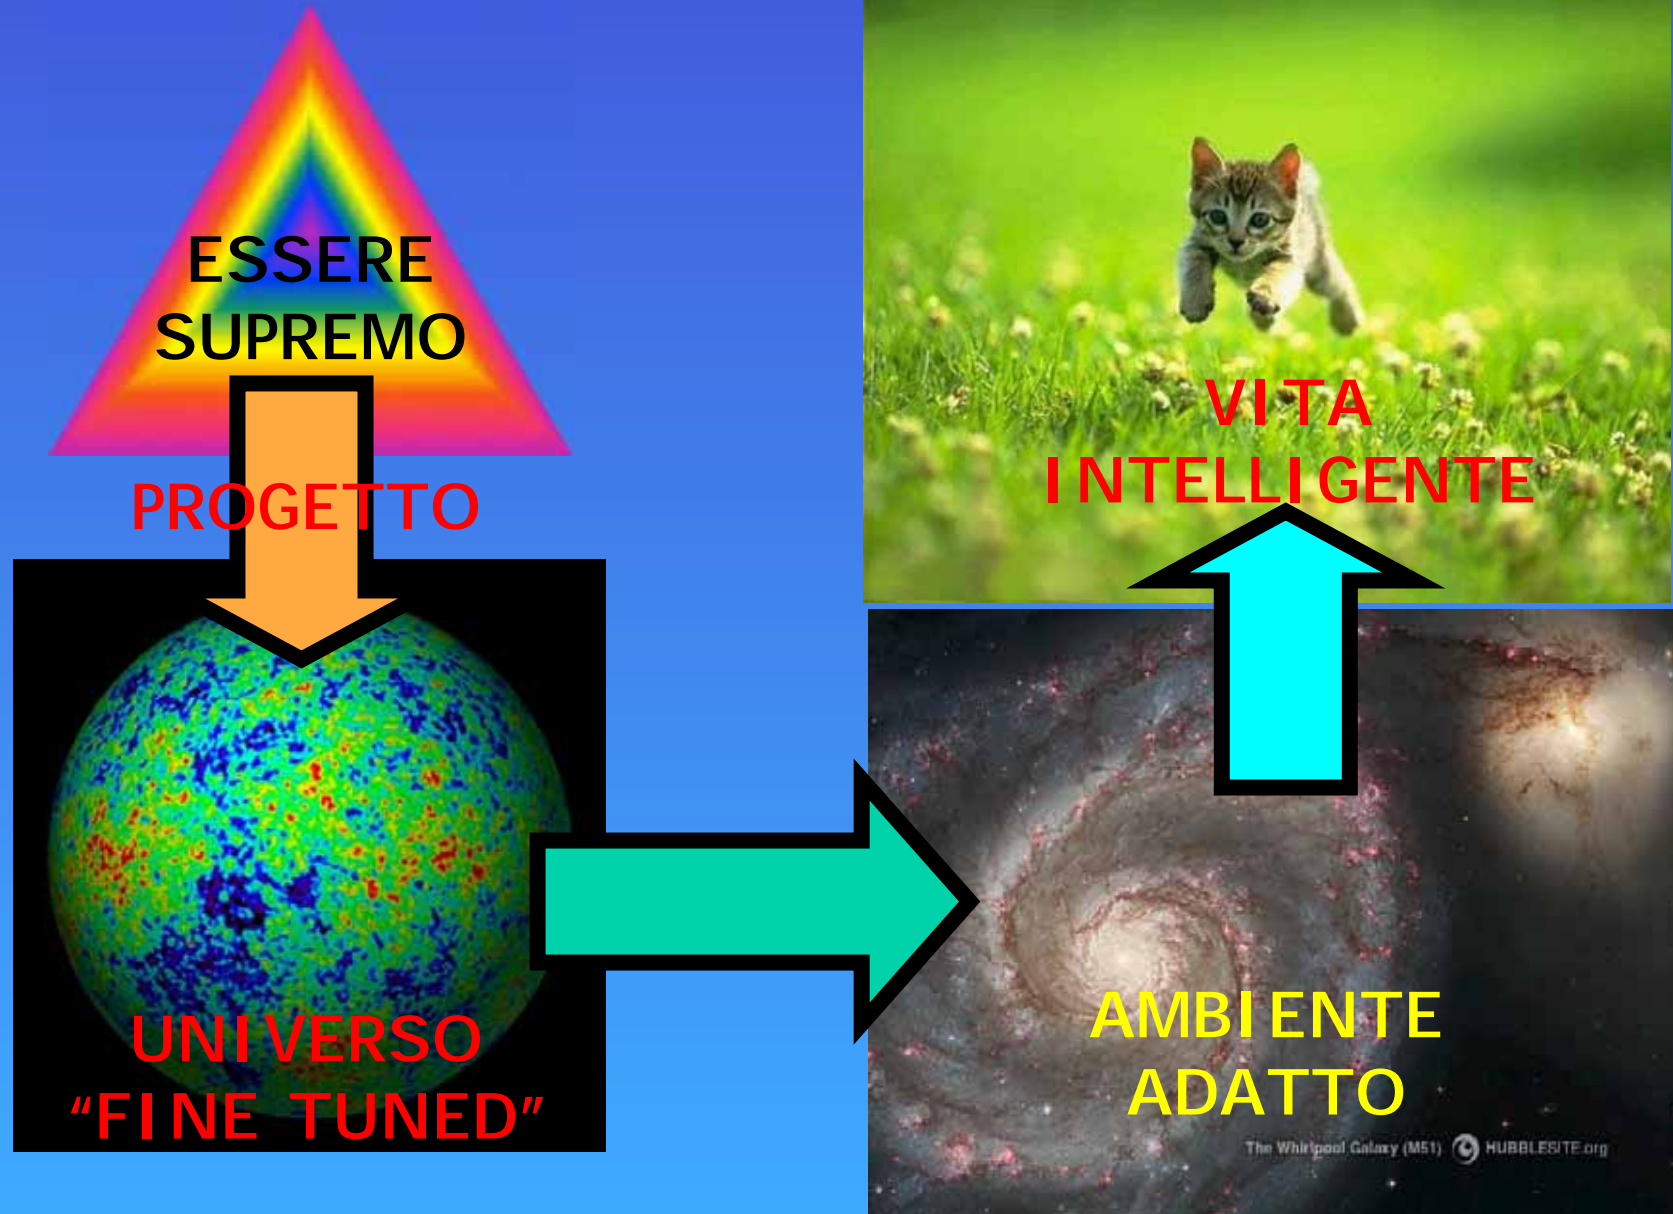 ESSERE
SUPREMO
PROGETTO
UNIVERSO
“FINE TUNED”
AMBIENTE
ADATTO
The Whirlpool Galaxy (M51) HUBBLESITE.org
VITA
INTELLIGENTE